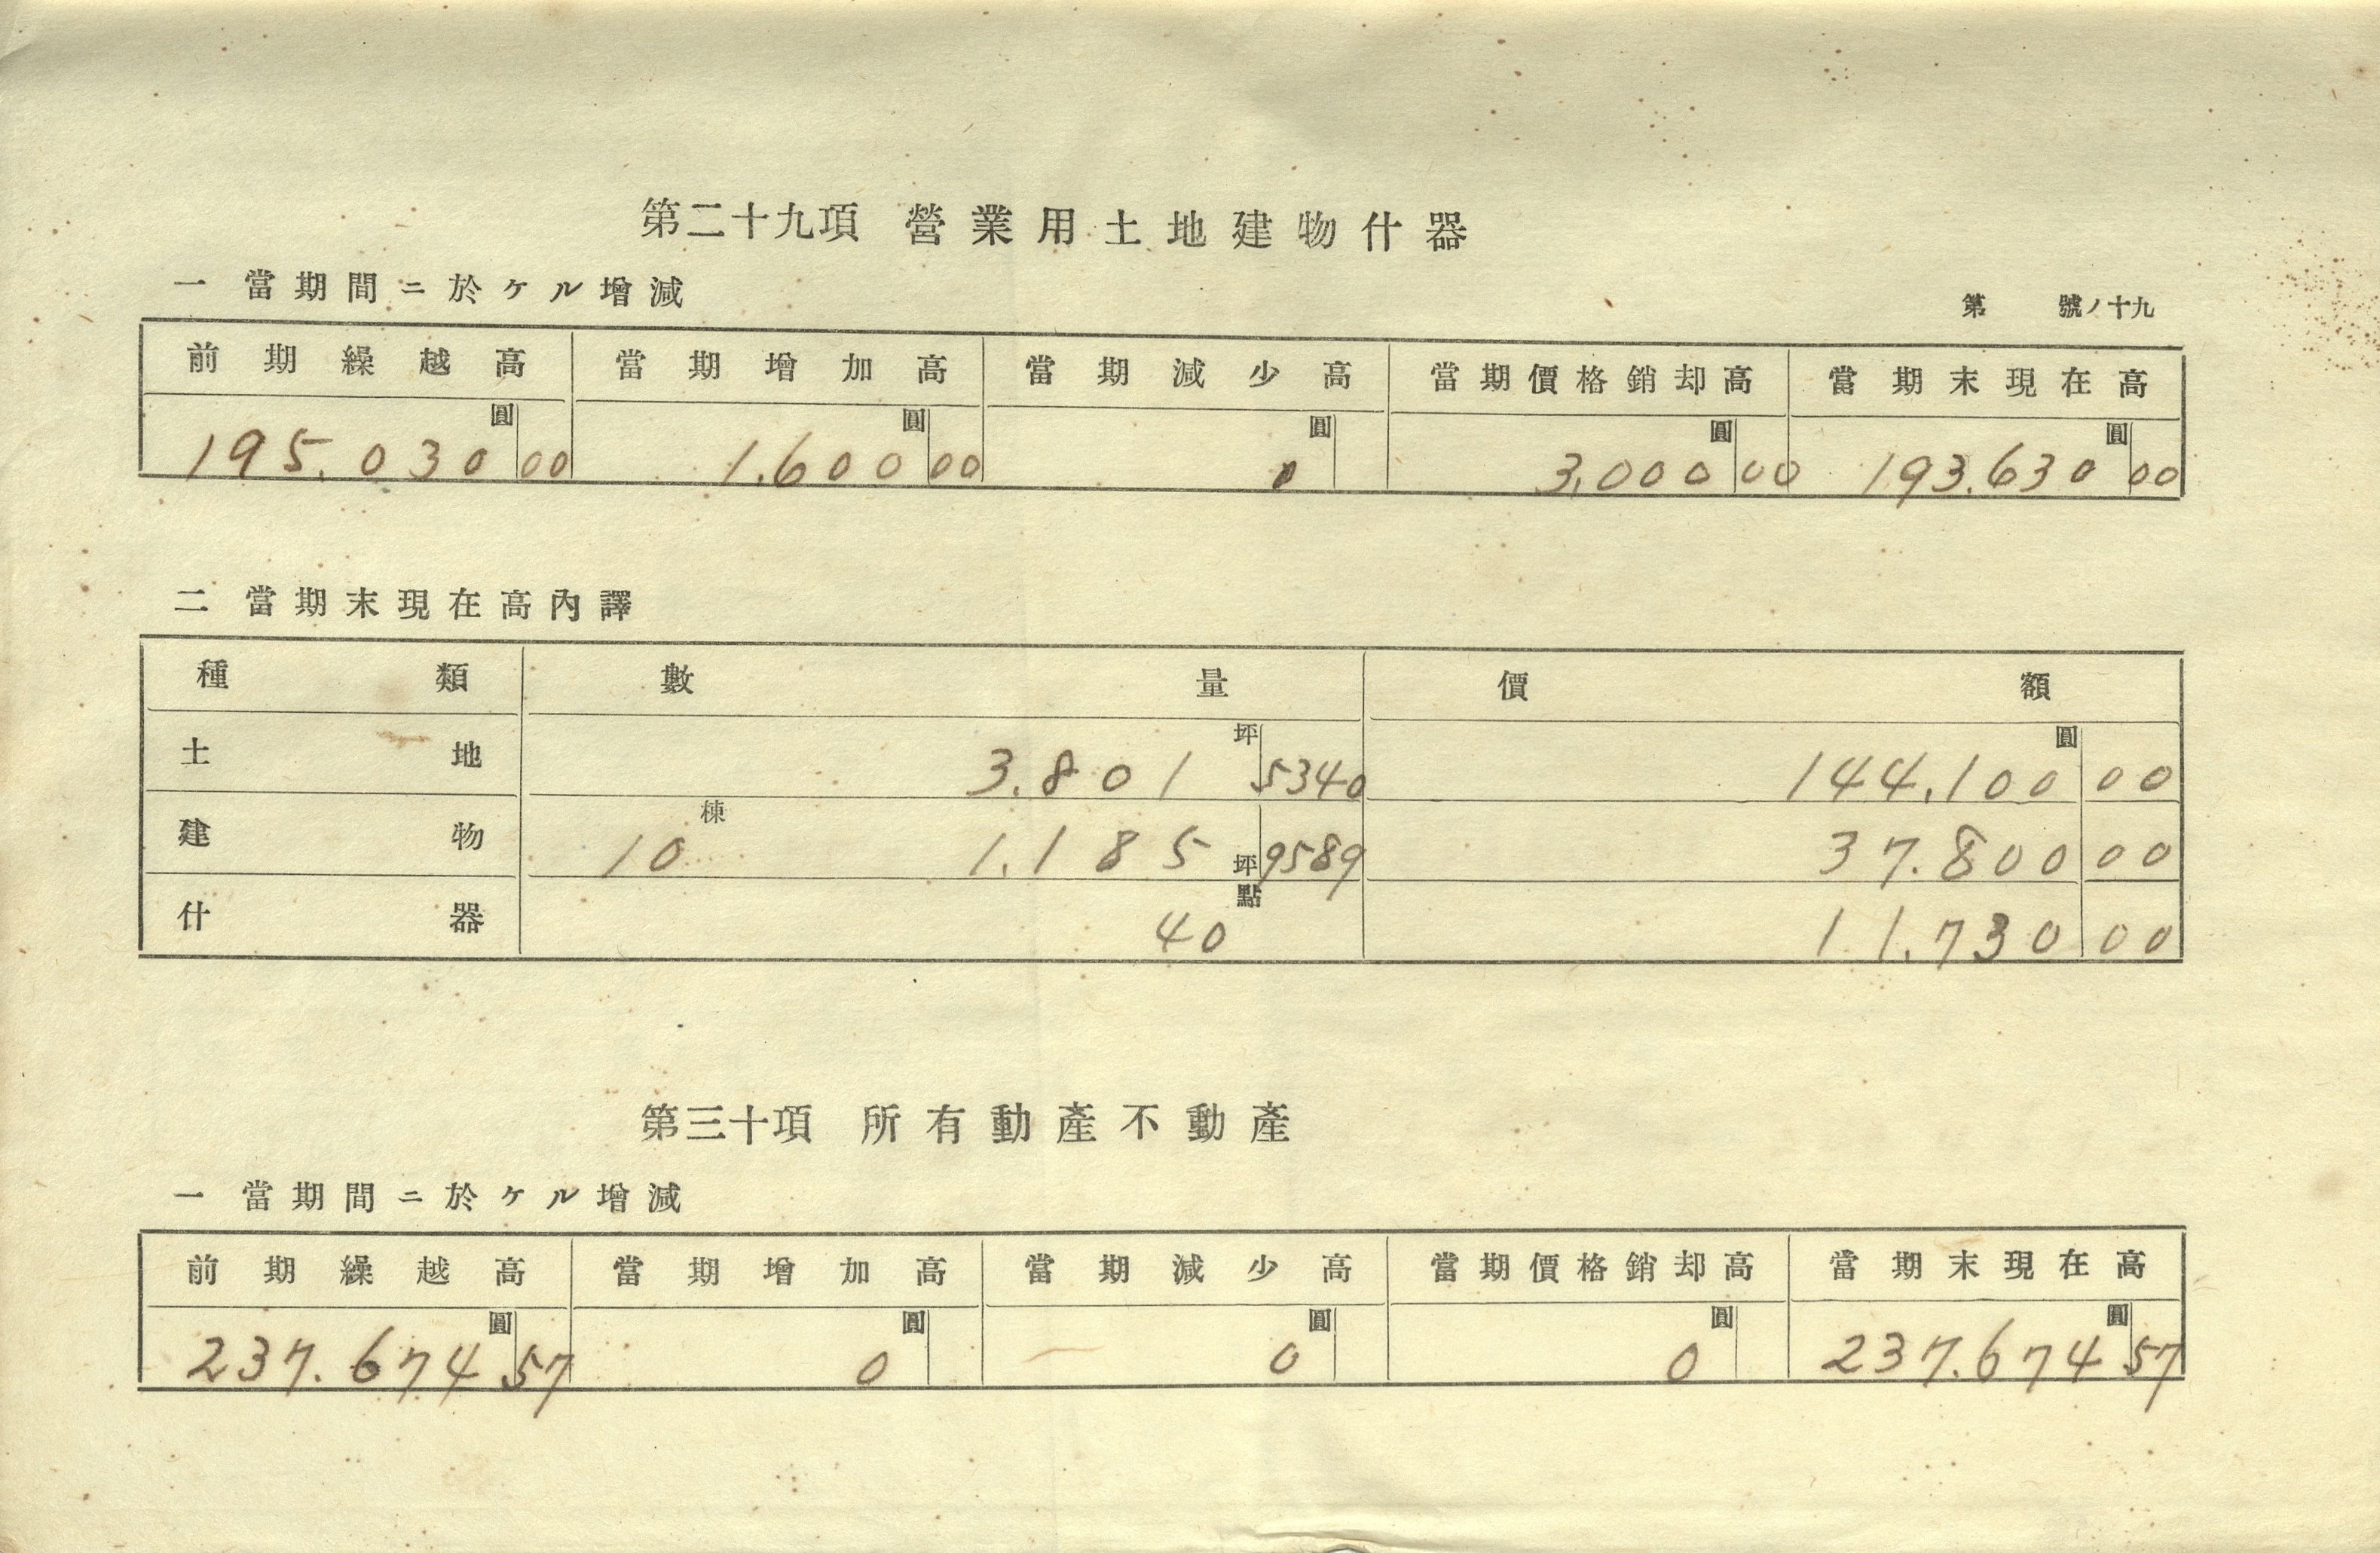 第二十九項 營業用土地建物什器
一 當期間ニ於ケル增減
第 號ノ十九
前期繰越高 當期增加高 當期減少高 當期價格銷却高 當期末現在高
圓 圓 圓 圓 圓
195.030 00 1.600 00 0 3,000 00 193.630 00
二 當期末現在高內譯
種類 數量 價額
土地 3.801 坪 5340 144,100 圓 00
建物 10 棟 1.185 坪 9589 37.800 00
什器 40 點 11.730 00
第三十項 所有動產不動產
一 當期間ニ於ケル增減
前期繰越高 當期增加高 當期減少高 當期價格銷却高 當期末現在高
圓 圓 圓 圓 圓
237.674 57 0 0 0 237.674 57